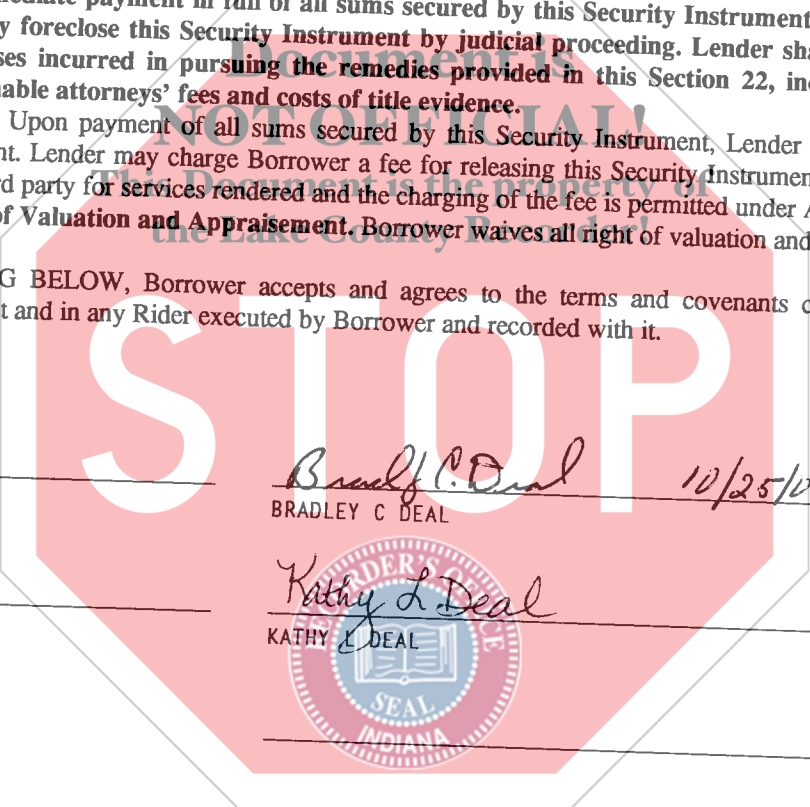 ediate payment in full of all sums secured by this Security Instrument
y foreclose this Security Instrument by judicial proceeding. Lender sha
ses incurred in pursuing the remedies provided in this Section 22, inc
nable attorneys' fees and costs of title evidence.
Upon payment of all sums secured by this Security Instrument, Lender
nt. Lender may charge Borrower a fee for releasing this Security Instrumen
rd party for services rendered and the charging of the fee is permitted under A
of Valuation and Appraisement. Borrower waives all right of valuation and
Document is
NOT OFFICIAL!
This Document is the property of
the Lake County Recorder!
G BELOW, Borrower accepts and agrees to the terms and covenants c
t and in any Rider executed by Borrower and recorded with it.
STOP
Bradley C. Deal 10/25/0
BRADLEY C DEAL
Kathy L. Deal
KATHY L DEAL
RECORDER'S OFFICE
SEAL
INDIANA